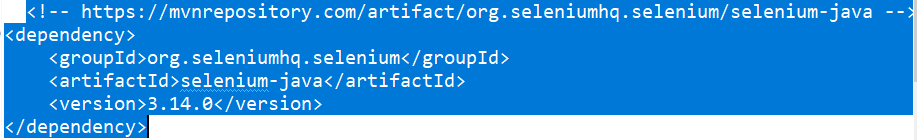 <!-- https://mvnrepository.com/artifact/org.seleniumhq.selenium/selenium-java -->
<dependency>
    <groupId>org.seleniumhq.selenium</groupId>
    <artifactId>selenium-java</artifactId>
    <version>3.14.0</version>
</dependency>